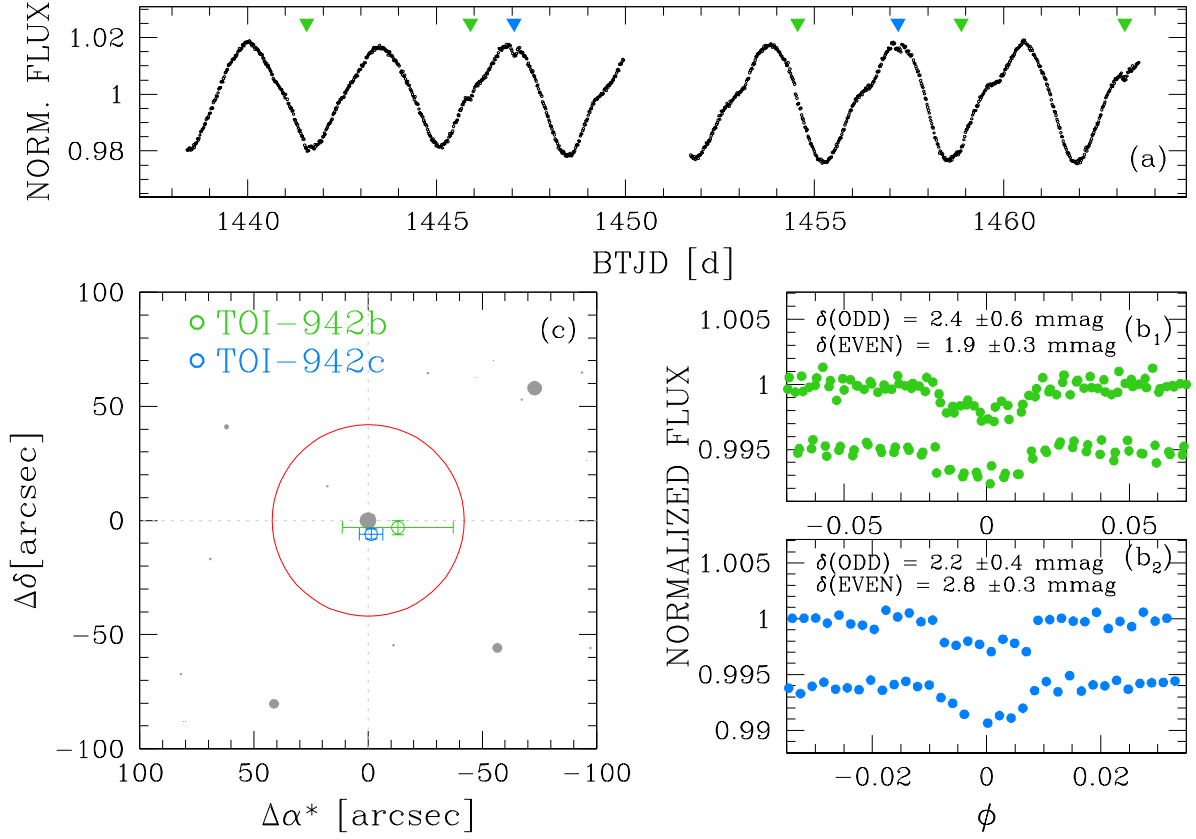 1.02
1
0.98
NORM. FLUX
(a)
1440
1445
1450
1455
1460
BTJD [d]
100
50
0
−50
−100
Δδ[arcsec]
TOI−942b
TOI−942c
(c)
100
50
0
−50
−100
Δα* [arcsec]
NORMALIZED FLUX
1.005
1
0.995
δ(ODD) = 2.4 ±0.6 mmag
δ(EVEN) = 1.9 ±0.3 mmag
(b₁)
−0.05
0
0.05
1.005
1
0.995
0.99
δ(ODD) = 2.2 ±0.4 mmag
δ(EVEN) = 2.8 ±0.3 mmag
(b₂)
−0.02
0
0.02
ϕ